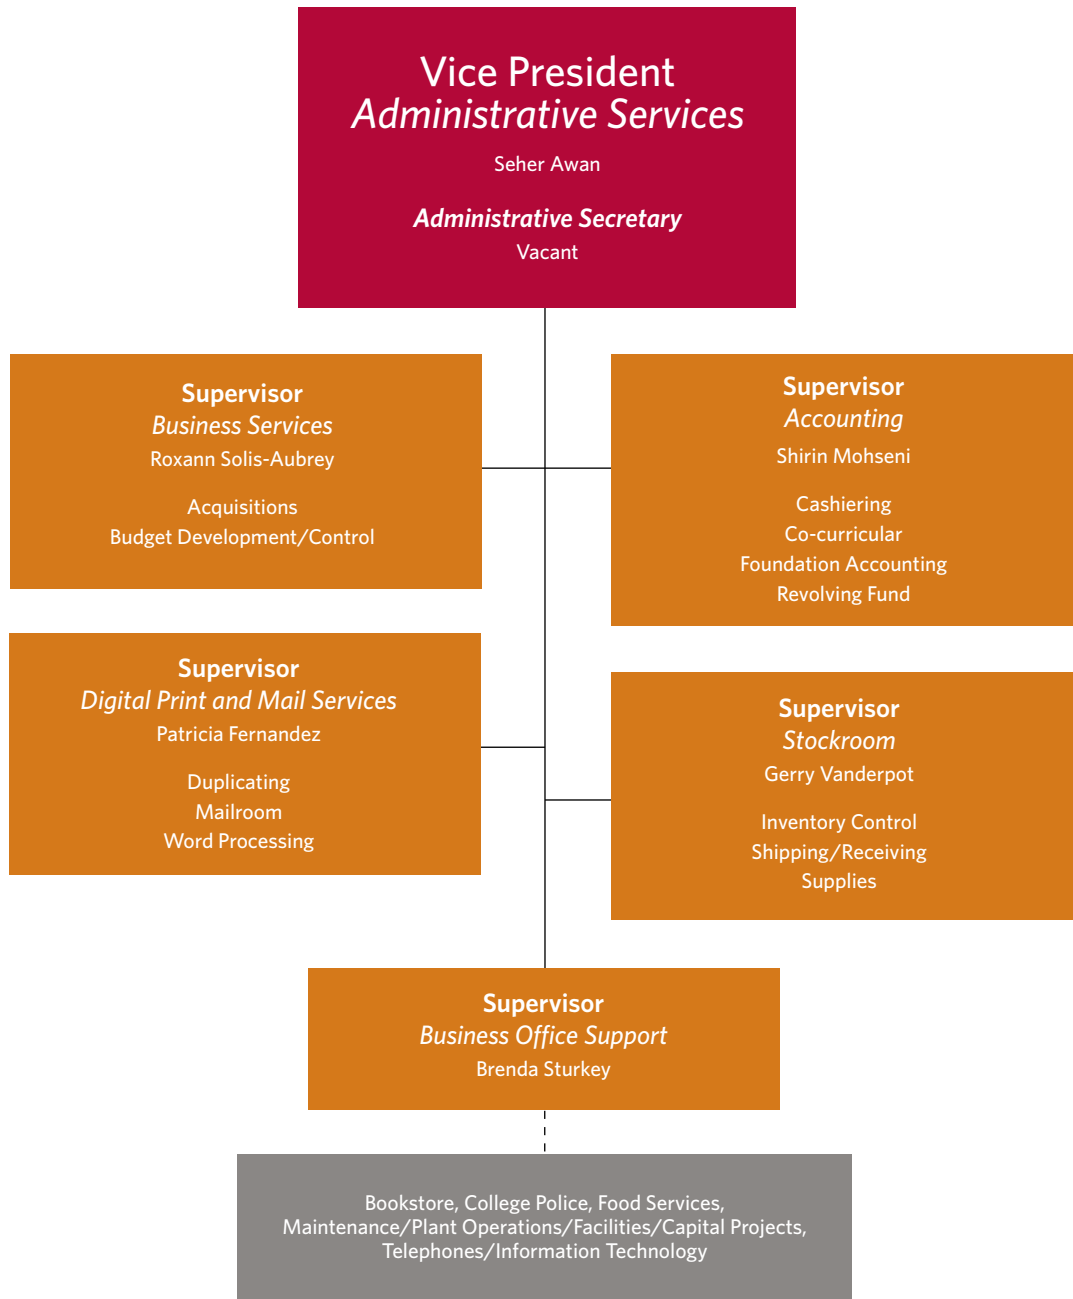 Vice President
Administrative Services
Seher Awan
Administrative Secretary
Vacant
Supervisor
Business Services
Roxann Solis-Aubrey
Acquisitions
Budget Development/Control
Supervisor
Accounting
Shirin Mohseni
Cashiering
Co-curricular
Foundation Accounting
Revolving Fund
Supervisor
Digital Print and Mail Services
Patricia Fernandez
Duplicating
Mailroom
Word Processing
Supervisor
Stockroom
Gerry Vanderpot
Inventory Control
Shipping/Receiving
Supplies
Supervisor
Business Office Support
Brenda Sturkey
Bookstore, College Police, Food Services,
Maintenance/Plant Operations/Facilities/Capital Projects,
Telephones/Information Technology